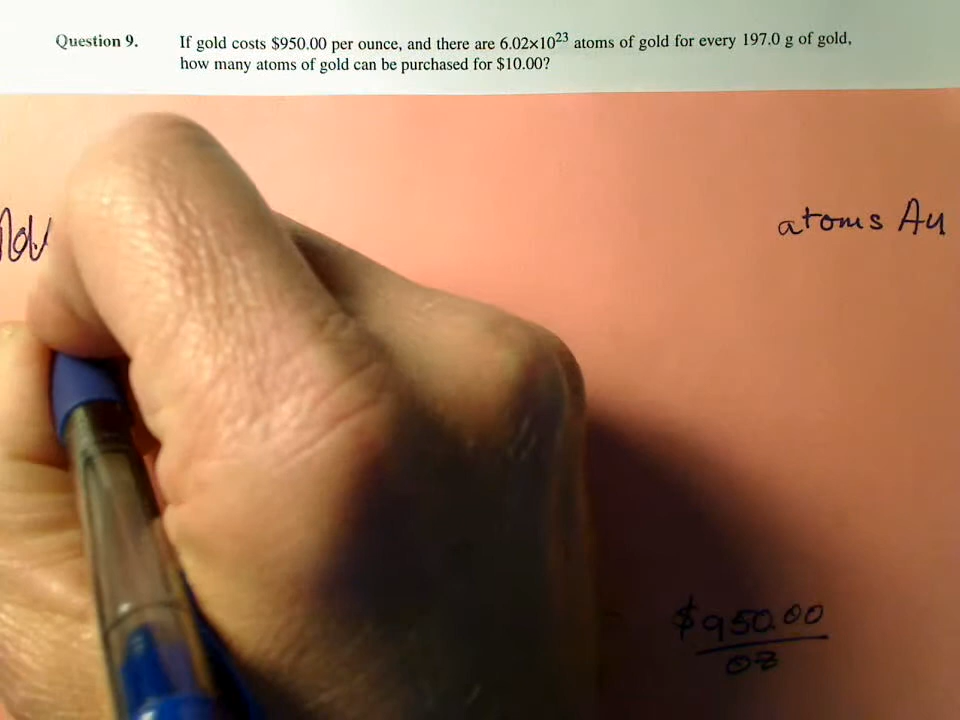 Question 9. If gold costs $950.00 per ounce, and there are 6.02×10²³ atoms of gold for every 197.0 g of gold,
how many atoms of gold can be purchased for $10.00?
atoms Au
$950.00
oz